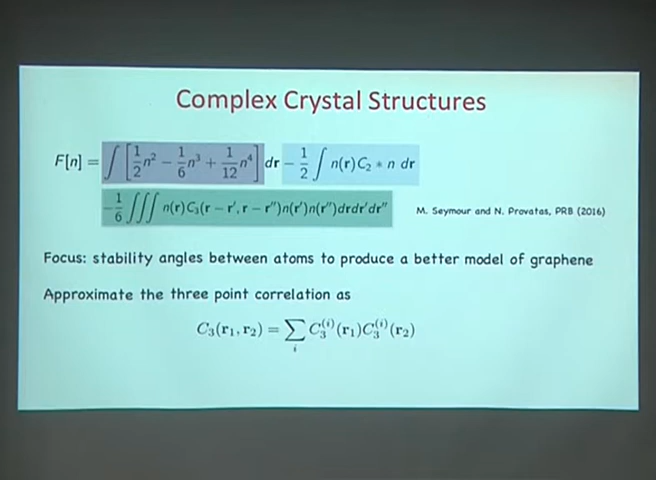 Complex Crystal Structures
F[n] = ∫ [ 1/2 n² − 1/6 n³ + 1/12 n⁴ ] dr − 1/2 ∫ n(r)C₂ * n dr
− 1/6 ∭ n(r)C₃(r − r′, r − r″)n(r′)n(r″)drdr′dr″ M. Seymour and N. Provatas, PRB (2016)
Focus: stability angles between atoms to produce a better model of graphene
Approximate the three point correlation as
C₃(r₁, r₂) = ∑ᵢ C₃⁽ⁱ⁾(r₁)C₃⁽ⁱ⁾(r₂)